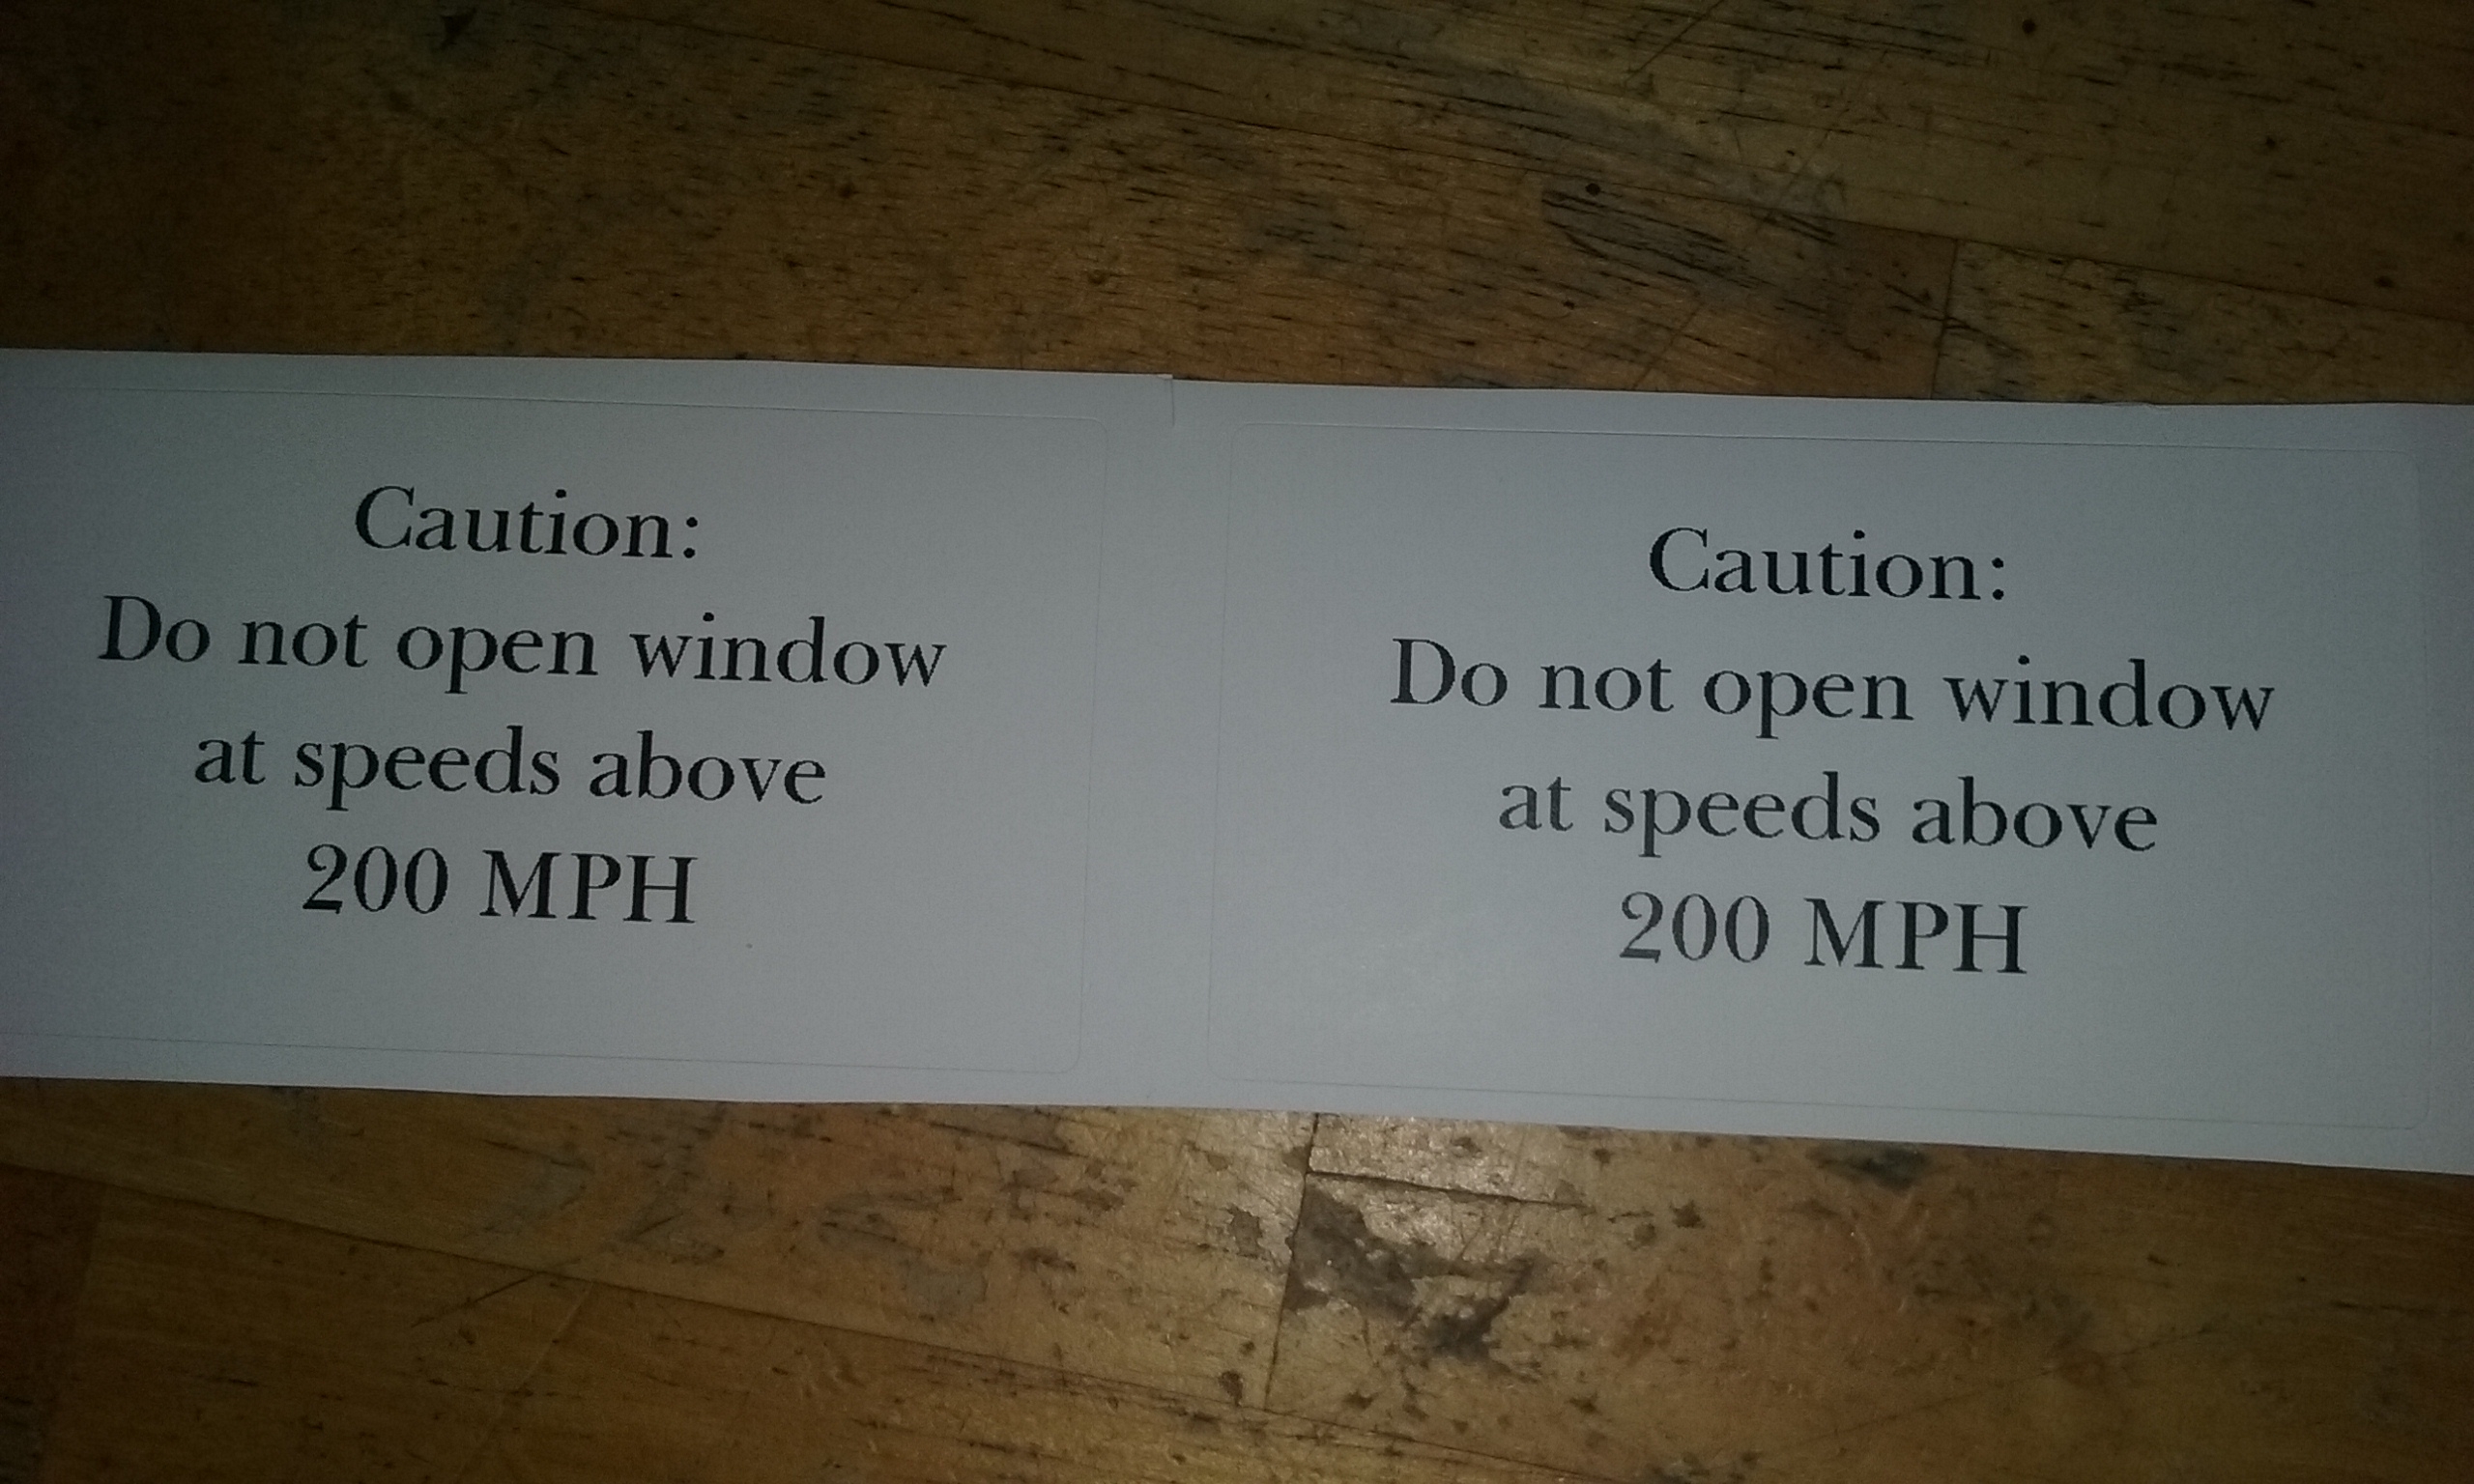 Caution:
Do not open window
at speeds above
200 MPH
Caution:
Do not open window
at speeds above
200 MPH